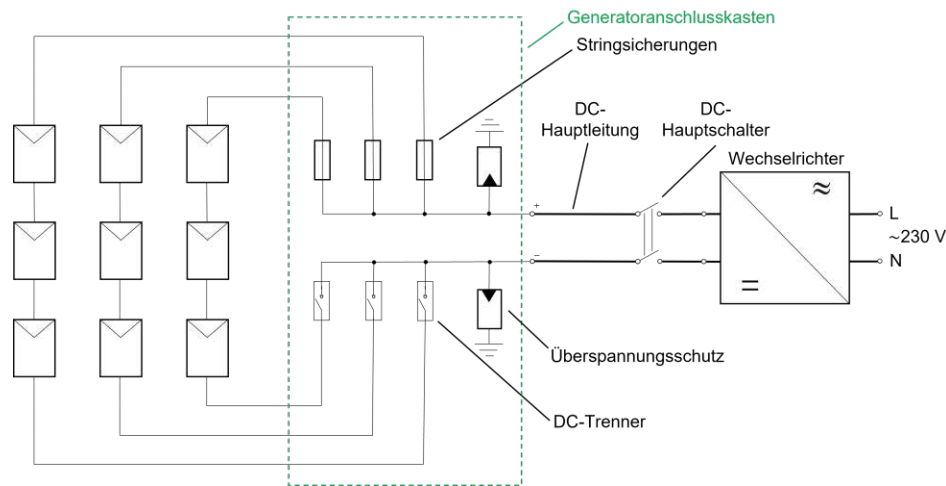 Generatoranschlusskasten
Stringsicherungen
DC-
Hauptleitung
DC-
Hauptschalter
Wechselrichter
+
≈
L
~230 V
−
N
=
Überspannungsschutz
DC-Trenner